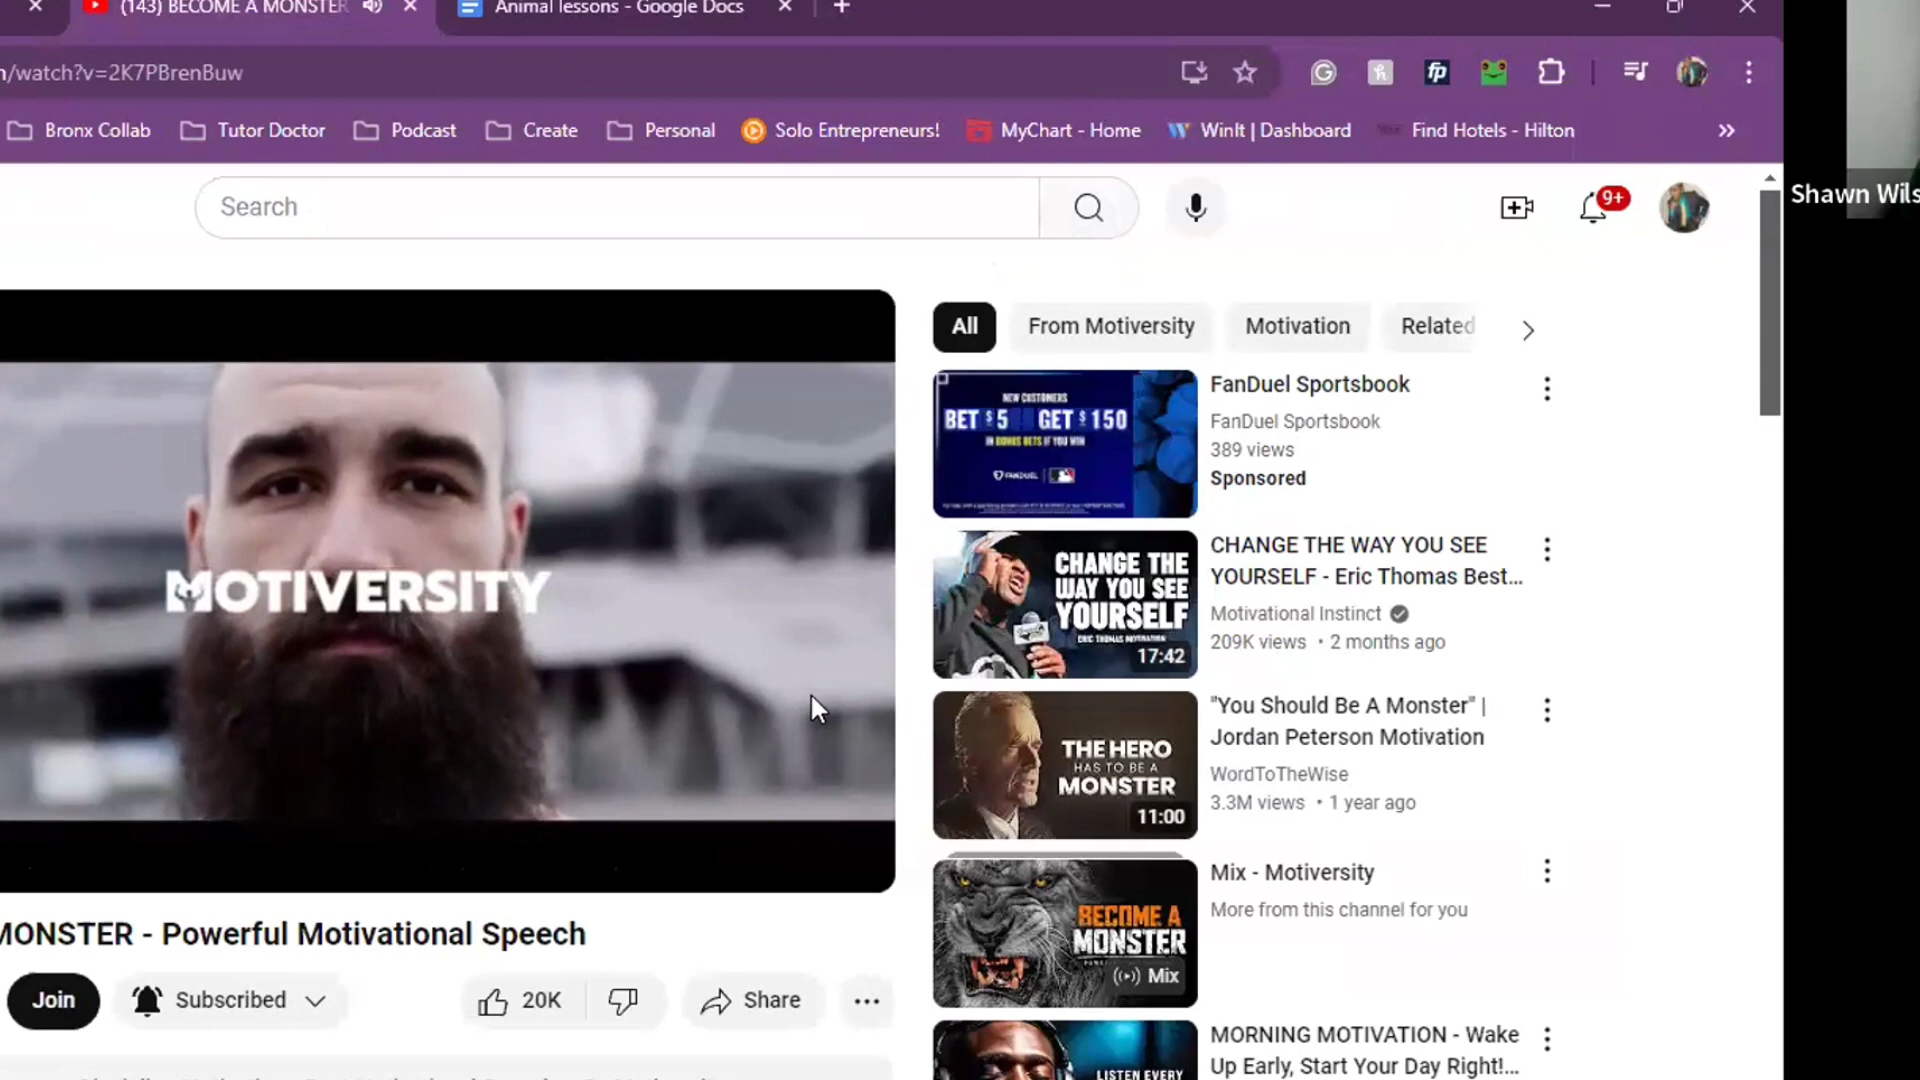 (143) BECOME A MONSTER
Animal lessons - Google Docs
/watch?v=2K7PBrenBuw
Bronx Collab
Tutor Doctor
Podcast
Create
Personal
Solo Entrepreneurs!
MyChart - Home
WinIt | Dashboard
Find Hotels - Hilton
Search
9+
Shawn Wils
All
From Motiversity
Motivation
Related
NEW CUSTOMERS
BET $5 GET $150
IN BONUS BETS IF YOU WIN
FANDUEL
FanDuel Sportsbook
FanDuel Sportsbook
389 views
Sponsored
MOTIVERSITY
CHANGE THE
WAY YOU SEE
YOURSELF
ERIC THOMAS MOTIVATION
17:42
CHANGE THE WAY YOU SEE
YOURSELF - Eric Thomas Best...
Motivational Instinct
209K views • 2 months ago
THE HERO
HAS TO BE A
MONSTER
11:00
"You Should Be A Monster" |
Jordan Peterson Motivation
WordToTheWise
3.3M views • 1 year ago
BECOME A
MONSTER
Mix
Mix - Motiversity
More from this channel for you
MONSTER - Powerful Motivational Speech
Join
Subscribed
20K
Share
LISTEN EVERY
MORNING MOTIVATION - Wake
Up Early, Start Your Day Right!...